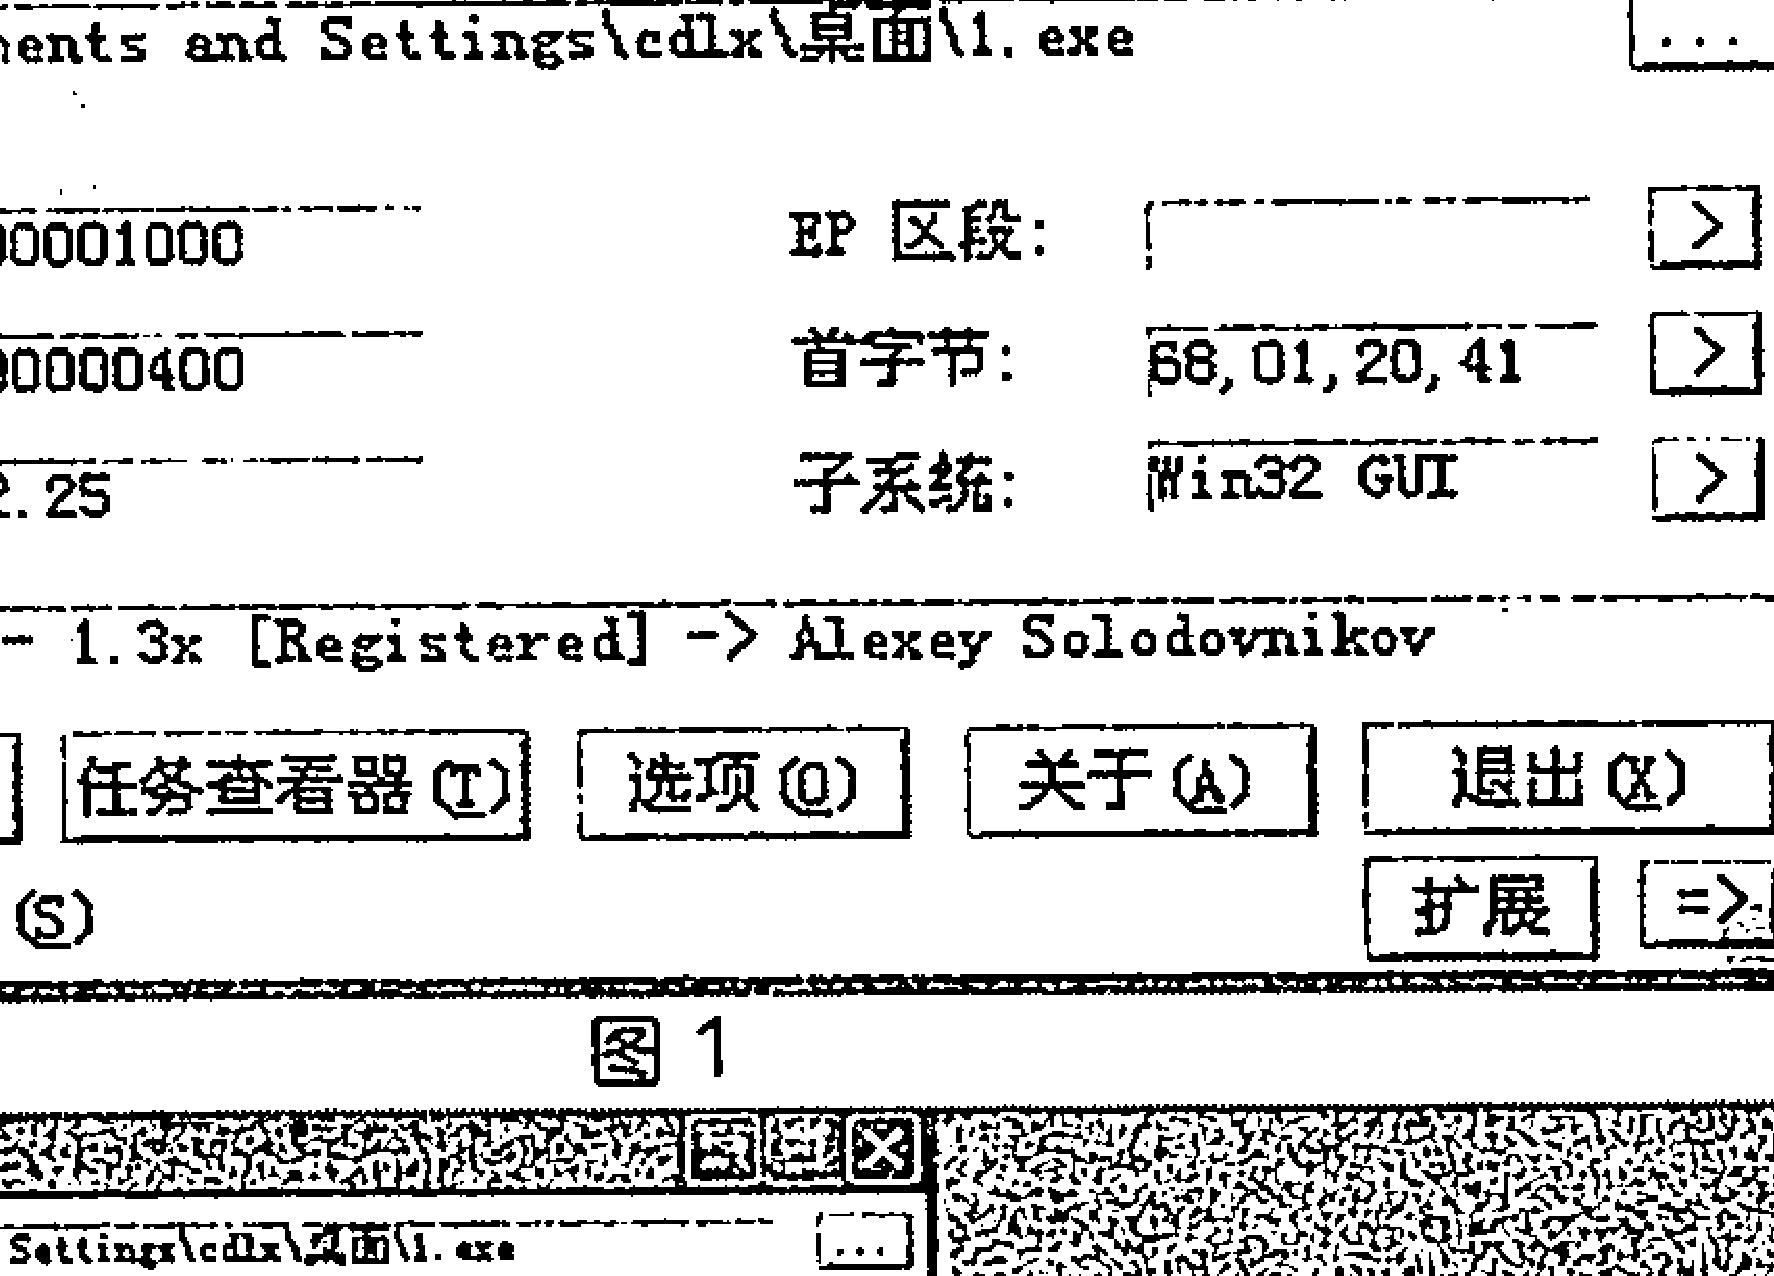 ents and Settings\cdlx\桌面\1.exe
...
00001000
EP 区段:
>
00000400
首字节:
68,01,20,41
>
2.25
子系统:
Win32 GUI
>
- 1.3x [Registered] -> Alexey Solodovnikov
任务查看器(T)
选项(O)
关于(A)
退出(X)
(S)
扩展
=>
图 1
Settings\cdlx\桌面\1.exe
...